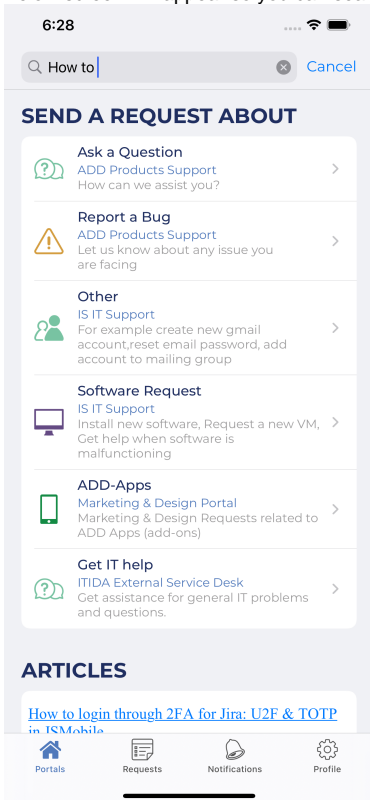 6:28
How to
Cancel
SEND A REQUEST ABOUT
Ask a Question
ADD Products Support
How can we assist you?
Report a Bug
ADD Products Support
Let us know about any issue you
are facing
Other
IS IT Support
For example create new gmail
account,reset email password, add
account to mailing group
Software Request
IS IT Support
Install new software, Request a new VM,
Get help when software is
malfunctioning
ADD-Apps
Marketing & Design Portal
Marketing & Design Requests related to
ADD Apps (add-ons)
Get IT help
ITIDA External Service Desk
Get assistance for general IT problems
and questions.
ARTICLES
How to login through 2FA for Jira: U2F & TOTP
in JSMobile
Portals
Requests
Notifications
Profile